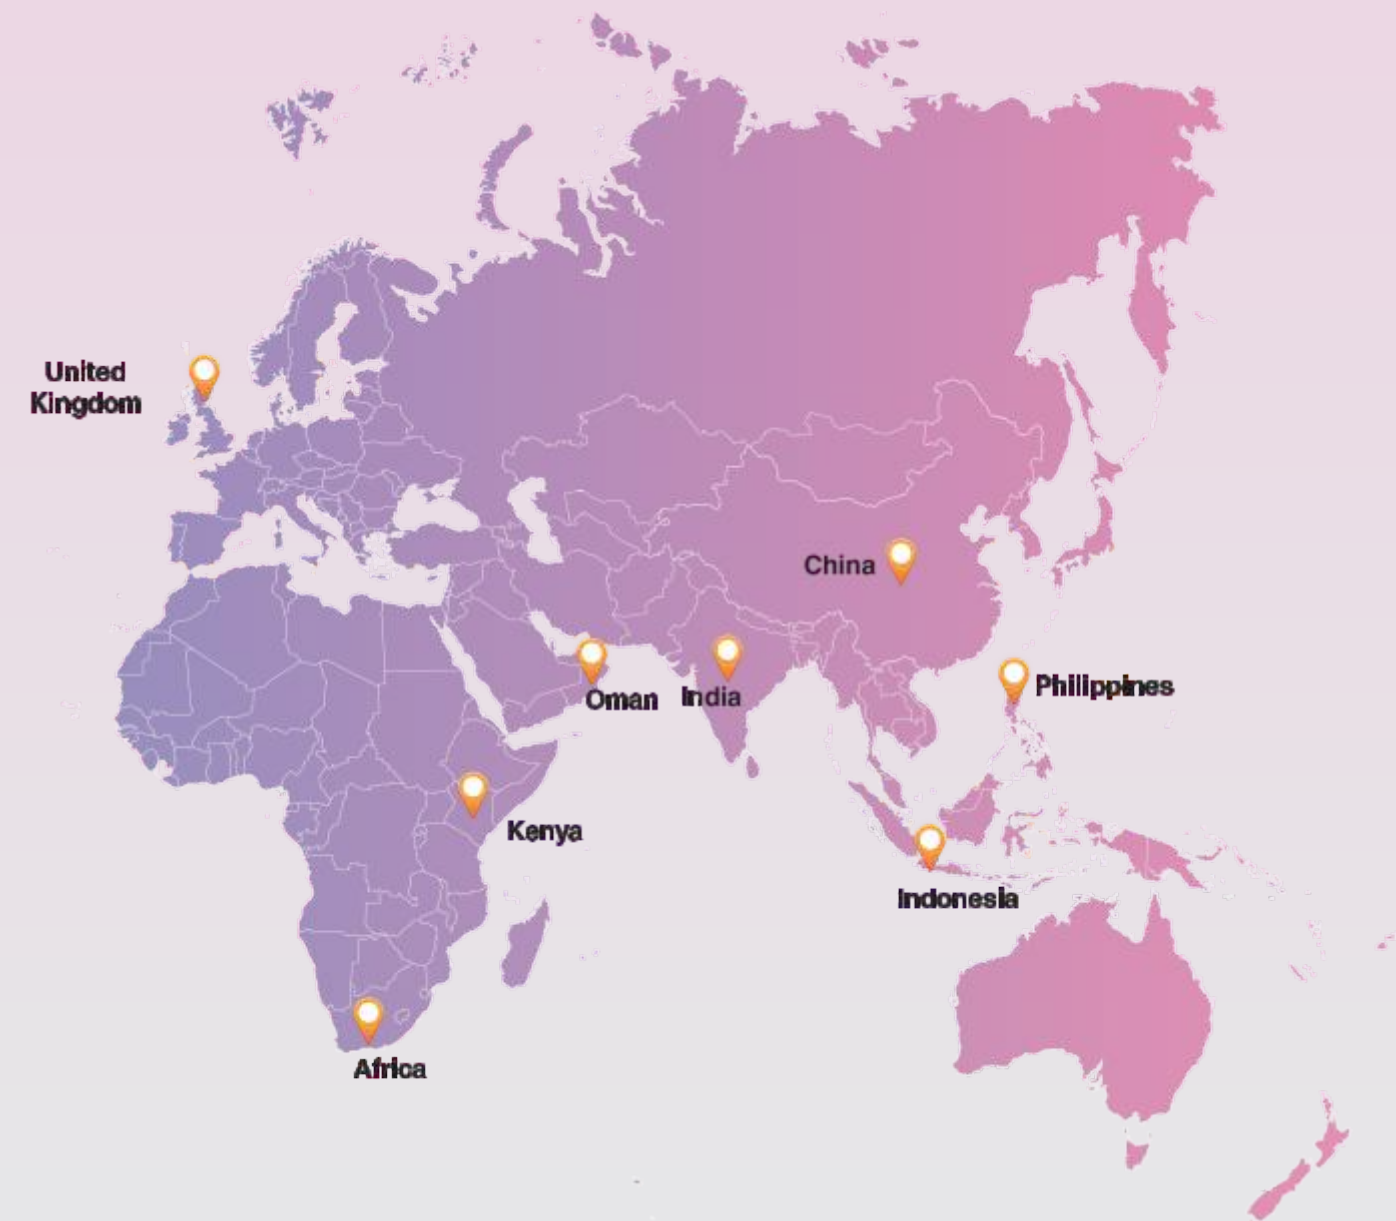 United
Kingdom
China
Philippines
Oman
India
Kenya
Indonesia
Africa